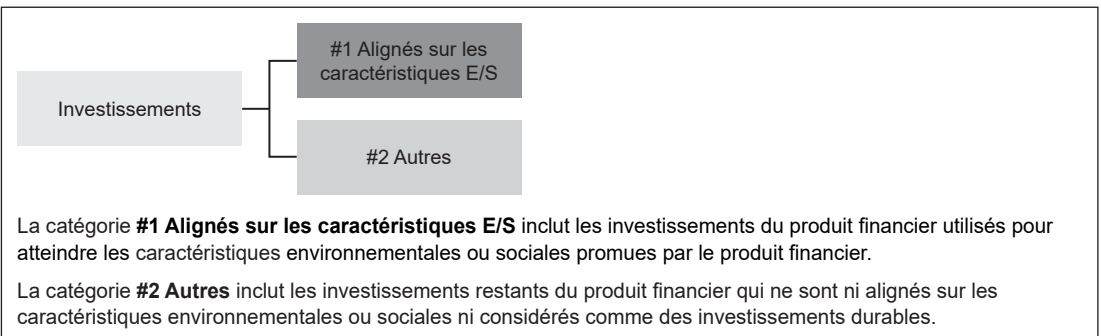 #1 Alignés sur les
caractéristiques E/S
Investissements
#2 Autres
La catégorie #1 Alignés sur les caractéristiques E/S inclut les investissements du produit financier utilisés pour
atteindre les caractéristiques environnementales ou sociales promues par le produit financier.
La catégorie #2 Autres inclut les investissements restants du produit financier qui ne sont ni alignés sur les
caractéristiques environnementales ou sociales ni considérés comme des investissements durables.